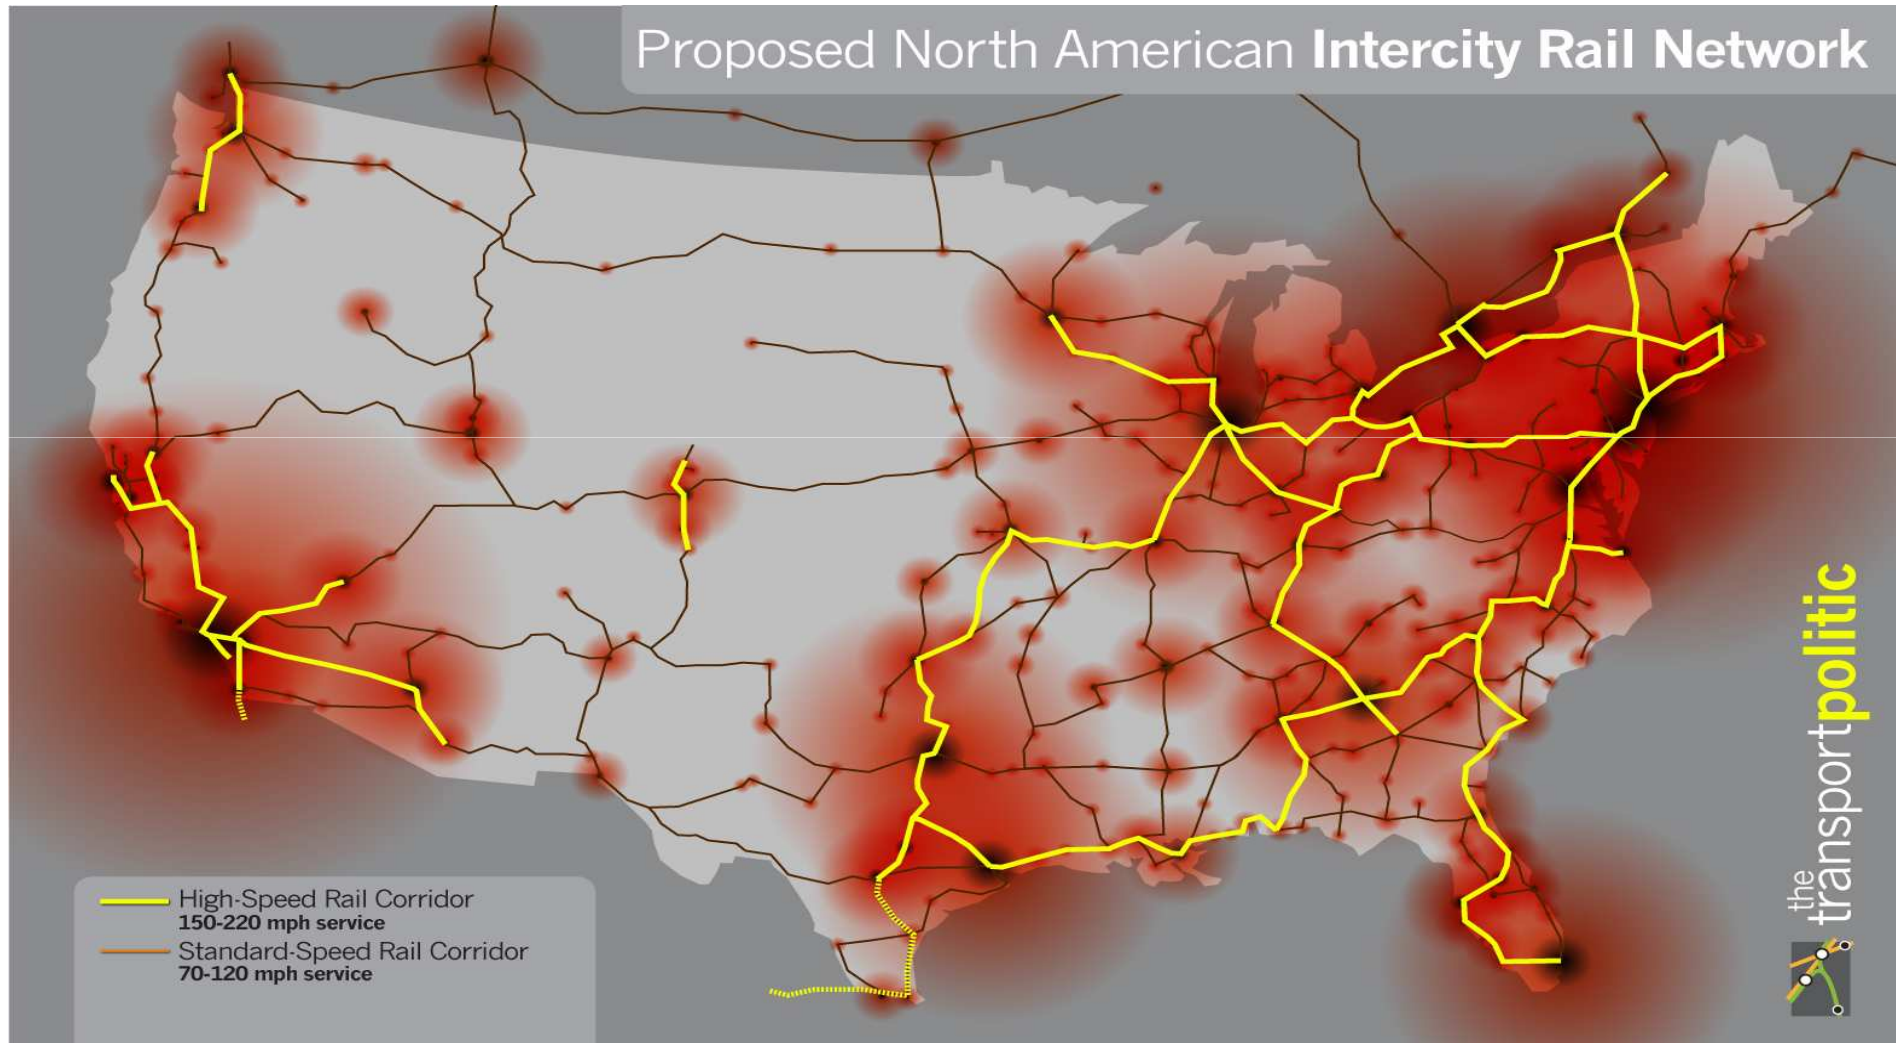 Proposed North American Intercity Rail Network
High-Speed Rail Corridor
150-220 mph service
Standard-Speed Rail Corridor
70-120 mph service
the
transportpolitic